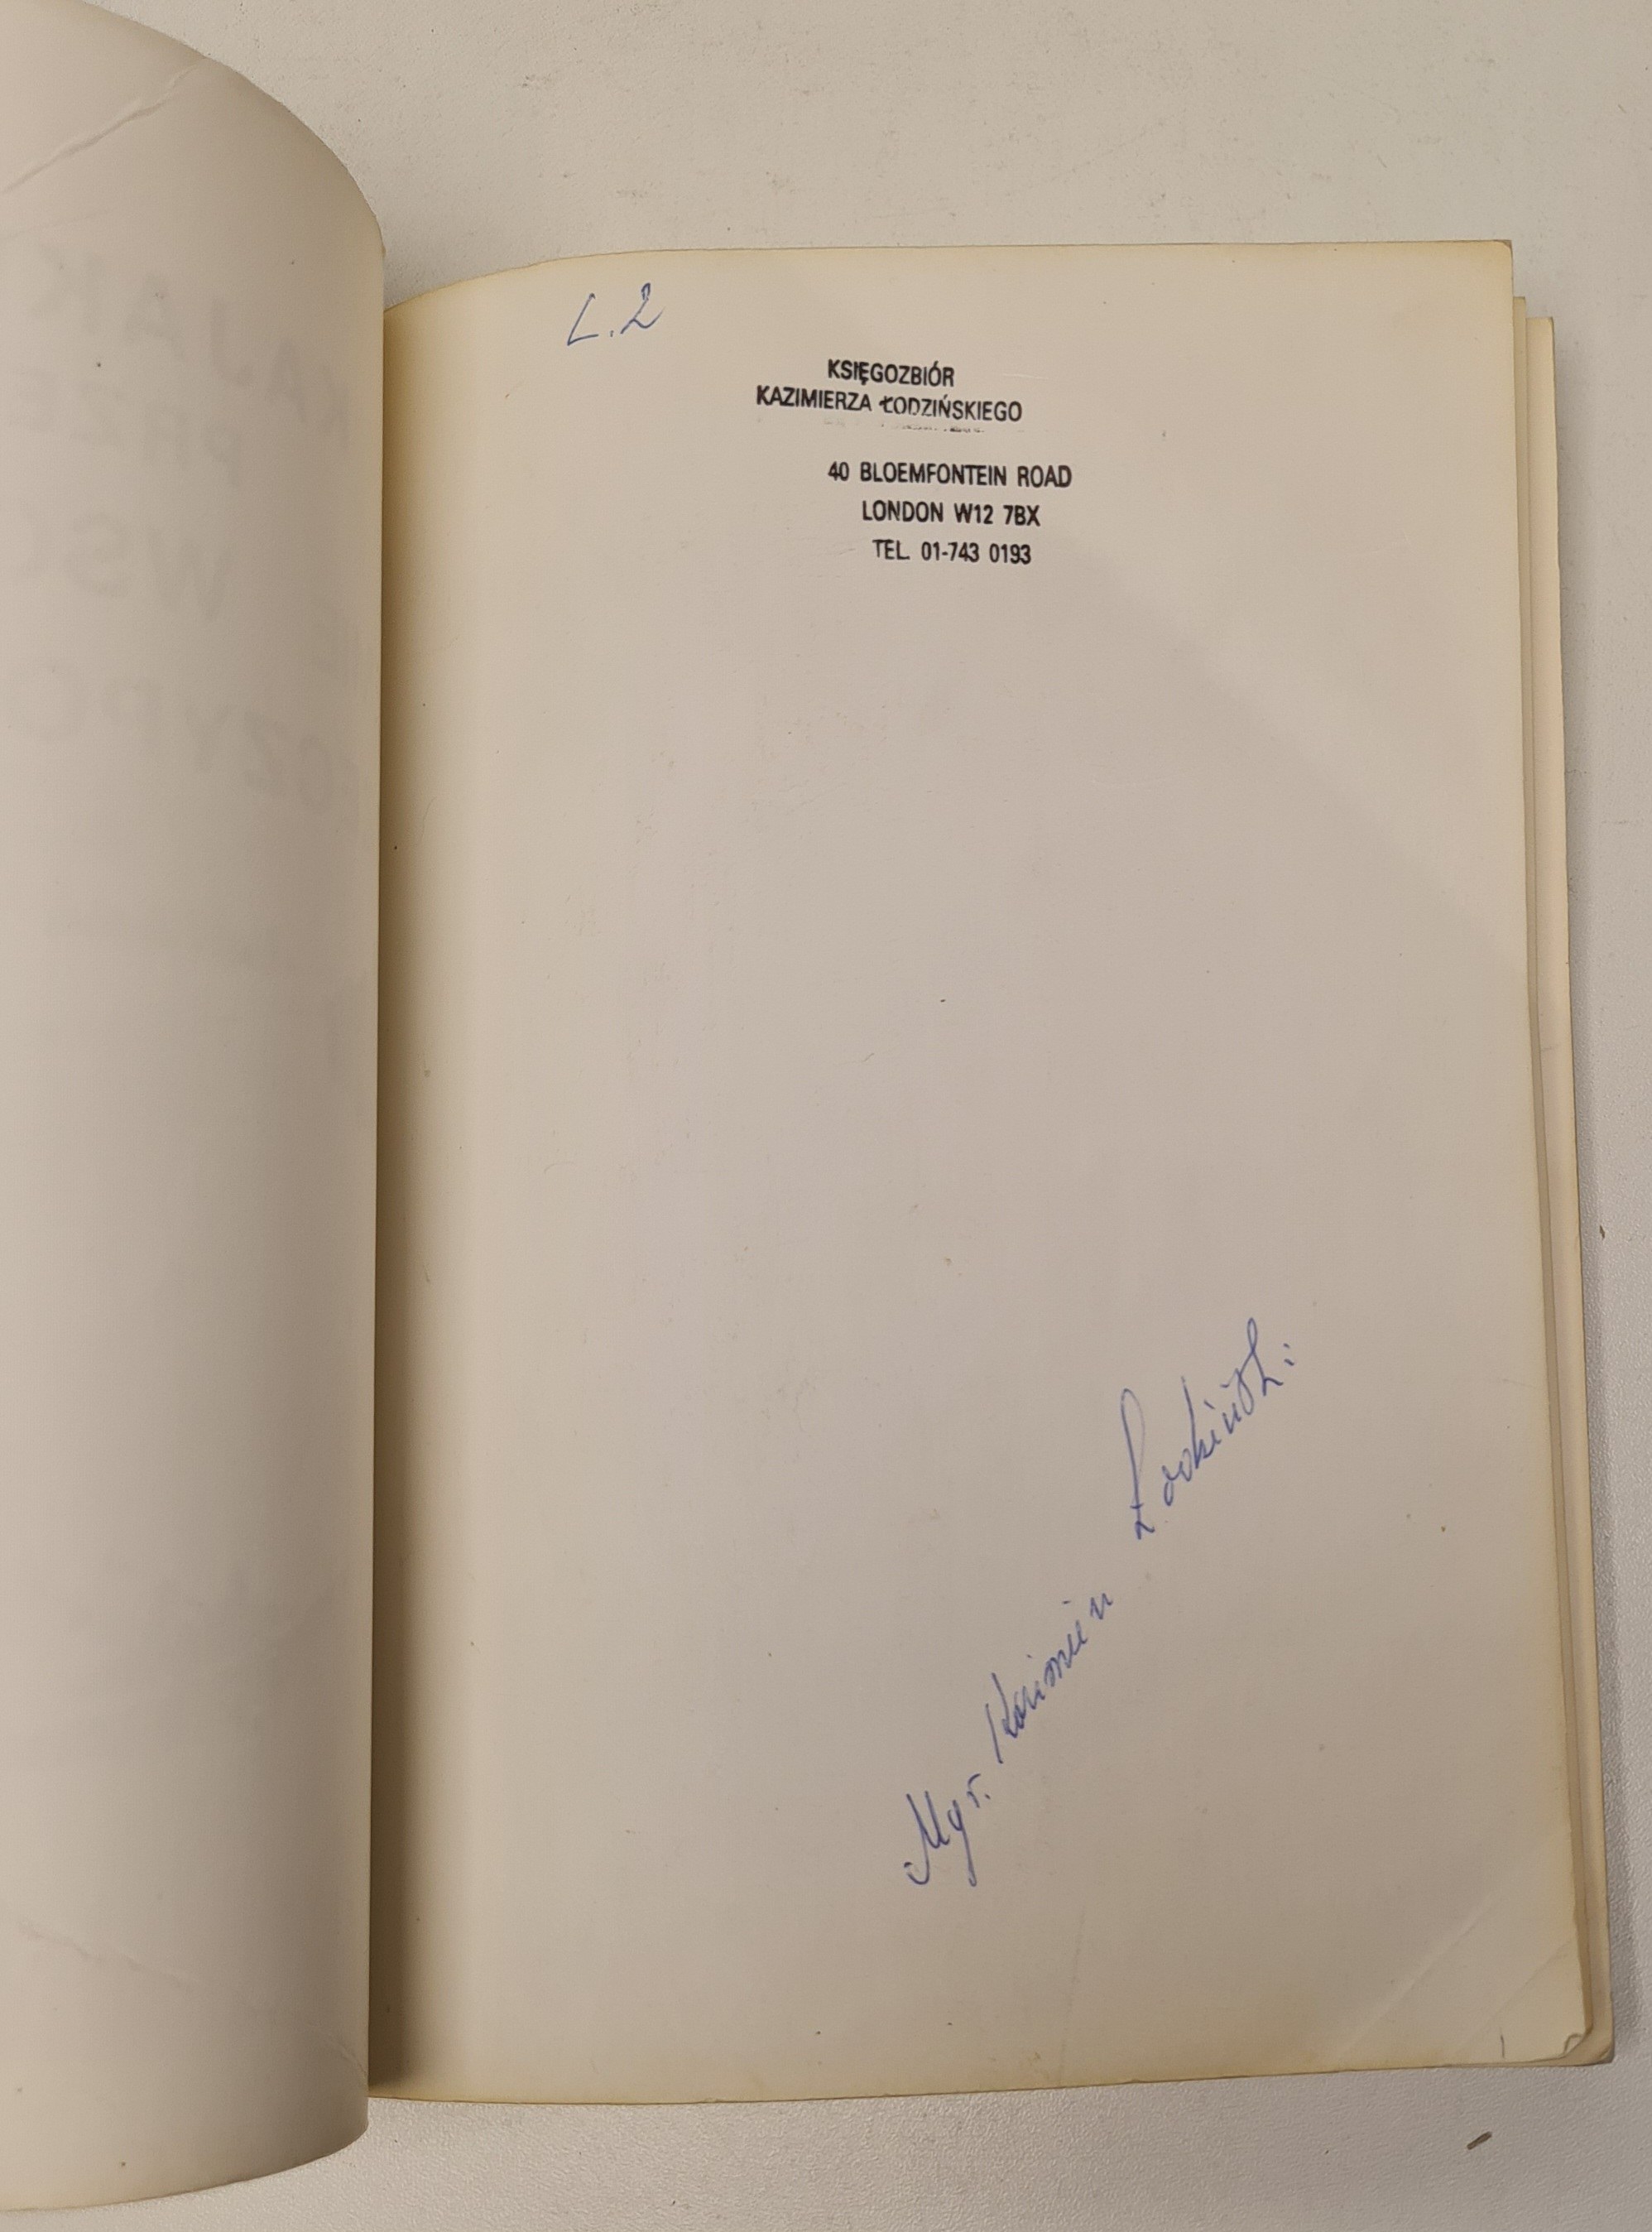 L.2
KSIĘGOZBIÓR
KAZIMIERZA ŁODZIŃSKIEGO
40 BLOEMFONTEIN ROAD
LONDON W12 7BX
TEL. 01-743 0193
Mgr. Kazimierz Łodziński